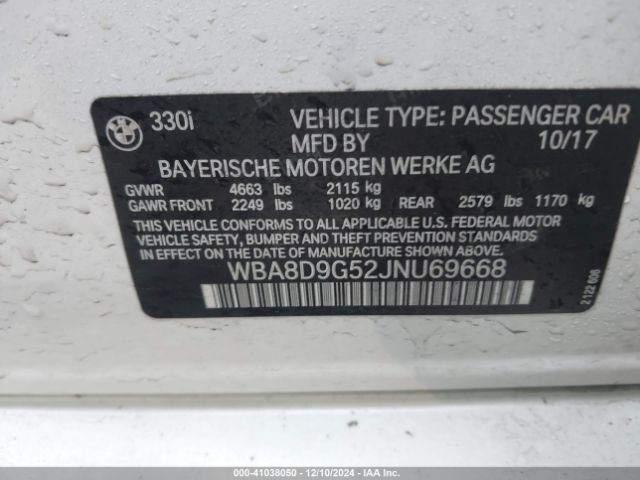 330i VEHICLE TYPE: PASSENGER CAR
MFD BY 10/17
BAYERISCHE MOTOREN WERKE AG
GVWR 4663 lbs 2115 kg
GAWR FRONT 2249 lbs 1020 kg REAR 2579 lbs 1170 kg
THIS VEHICLE CONFORMS TO ALL APPLICABLE U.S. FEDERAL MOTOR
VEHICLE SAFETY, BUMPER AND THEFT PREVENTION STANDARDS
IN EFFECT ON THE DATE OF MANUFACTURE SHOWN ABOVE.
WBA8D9G52JNU69668
2 122 606
000-41038050 - 12/10/2024 - IAA Inc.